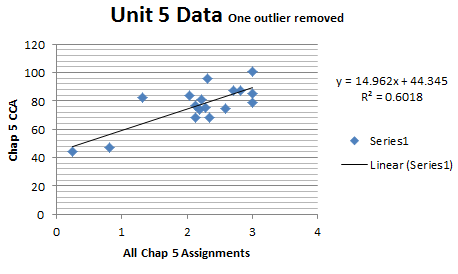 Unit 5 Data One outlier removed
120
100
80
60
40
20
0
0 1 2 3 4
Chap 5 CCA
All Chap 5 Assignments
y = 14.962x + 44.345
R² = 0.6018
Series1
Linear (Series1)